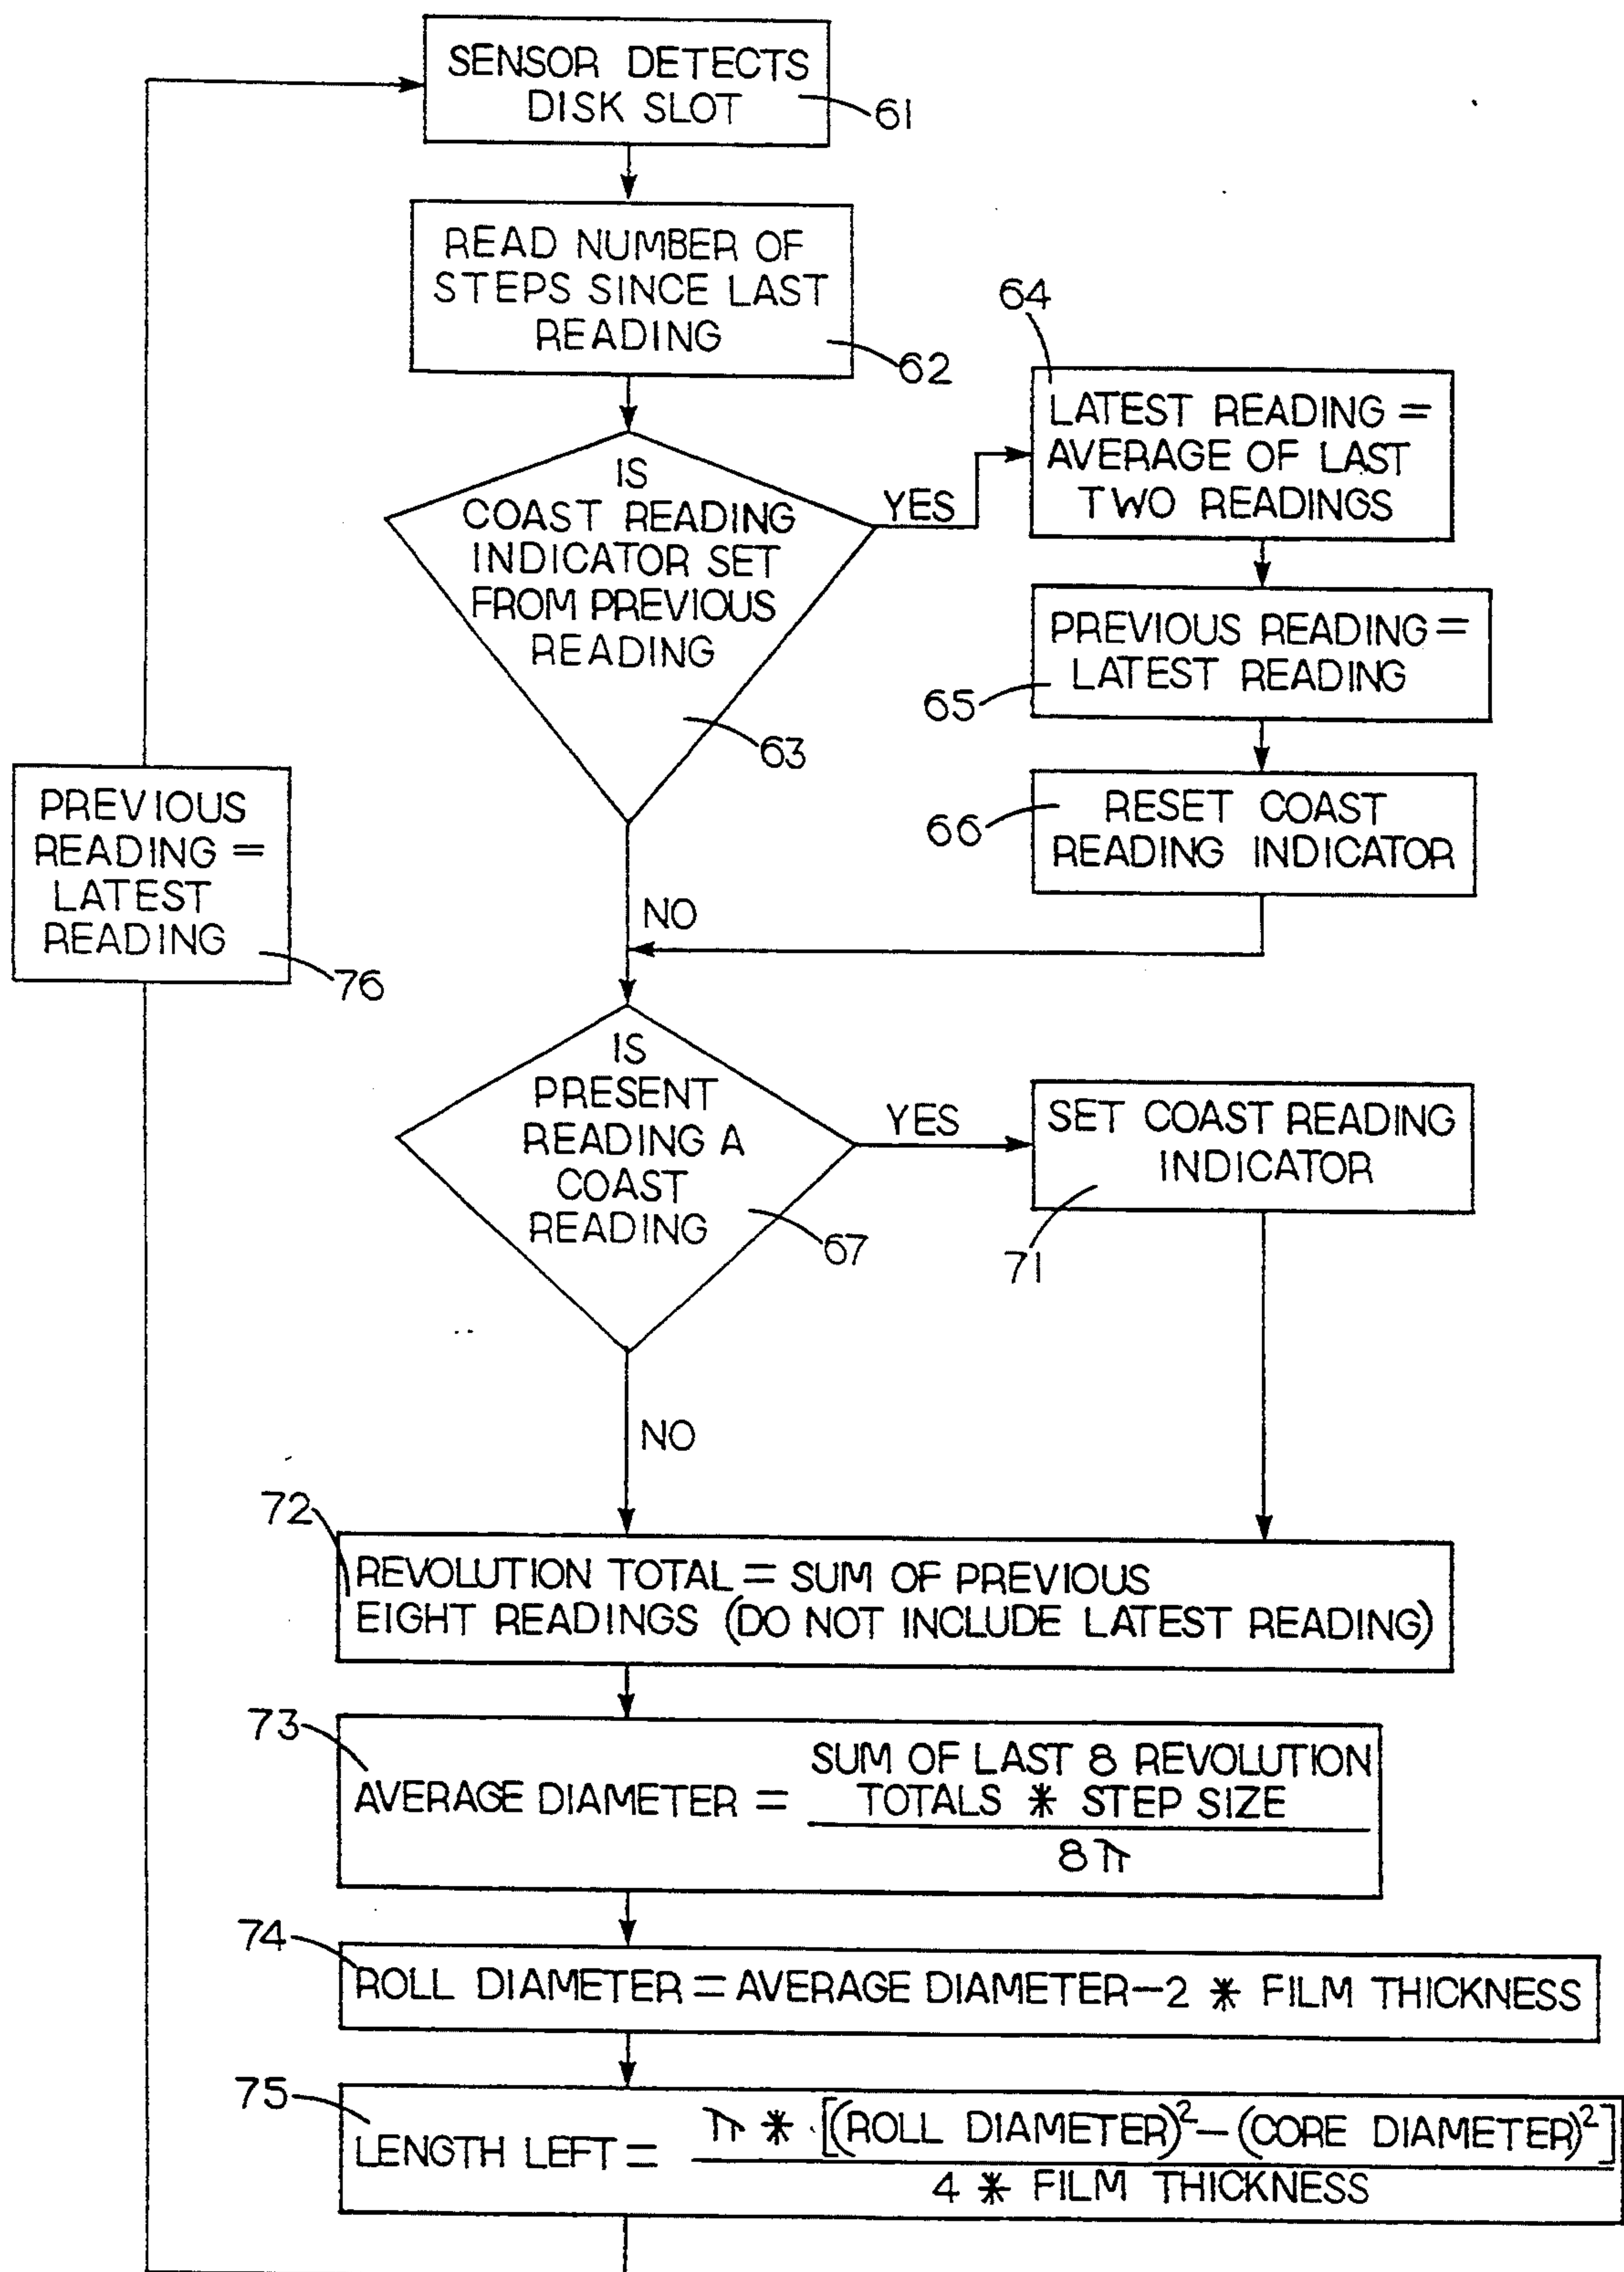 SENSOR DETECTS
DISK SLOT
61
READ NUMBER OF
STEPS SINCE LAST
READING
62
IS
COAST READING
INDICATOR SET
FROM PREVIOUS
READING
63
YES
64
LATEST READING =
AVERAGE OF LAST
TWO READINGS
PREVIOUS READING =
LATEST READING
65
RESET COAST
READING INDICATOR
66
NO
PREVIOUS
READING =
LATEST
READING
76
IS
PRESENT
READING A
COAST
READING
67
YES
SET COAST READING
INDICATOR
71
NO
72
REVOLUTION TOTAL = SUM OF PREVIOUS
EIGHT READINGS (DO NOT INCLUDE LATEST READING)
73
AVERAGE DIAMETER =
SUM OF LAST 8 REVOLUTION
TOTALS * STEP SIZE
8 π
74
ROLL DIAMETER = AVERAGE DIAMETER - 2 * FILM THICKNESS
75
LENGTH LEFT =
π * [(ROLL DIAMETER)² - (CORE DIAMETER)²]
4 * FILM THICKNESS